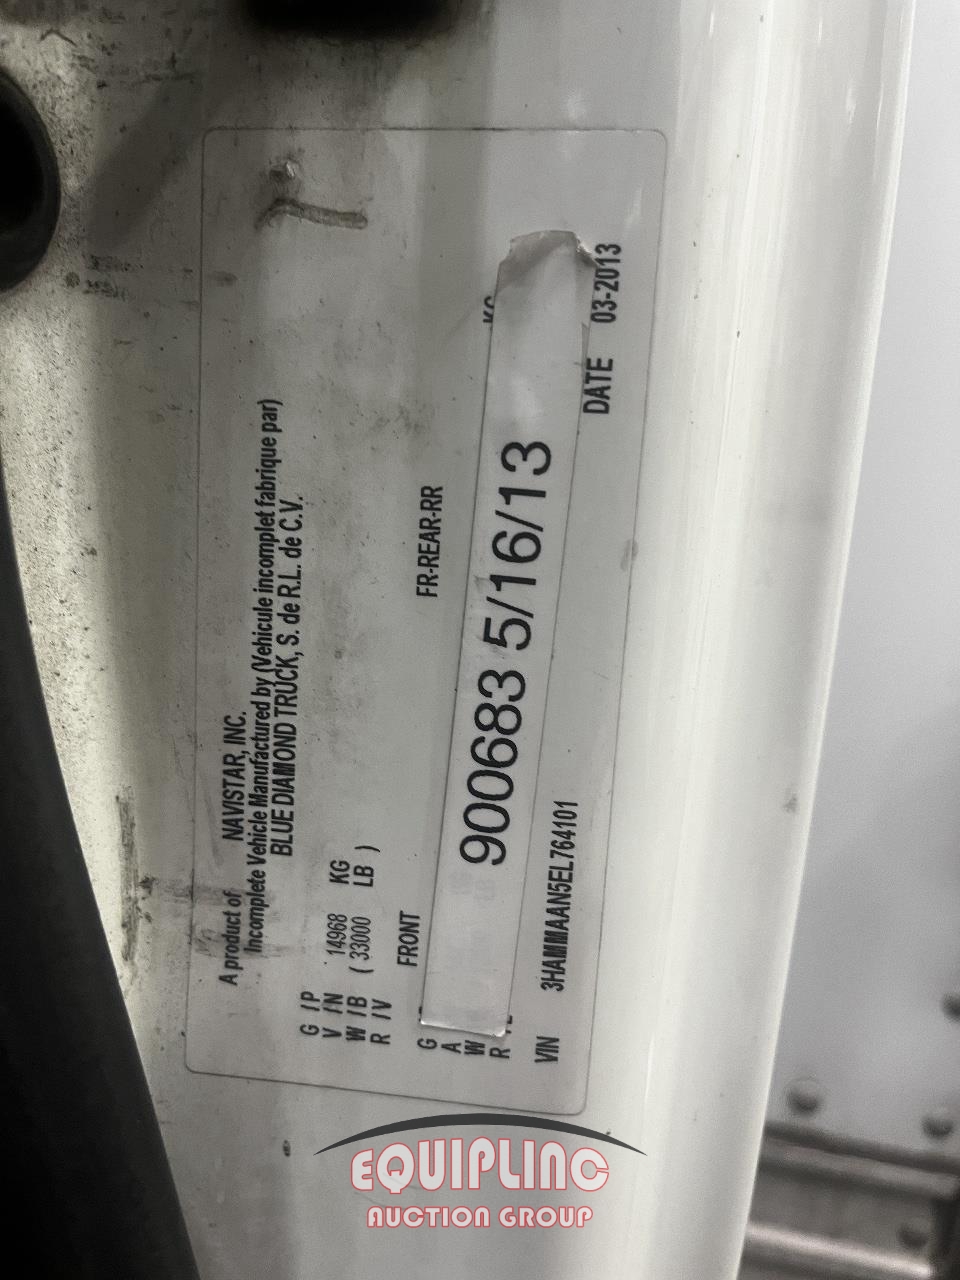 A product of NAVISTAR, INC.
Incomplete Vehicle Manufactured by (Vehicule incomplet fabrique par)
BLUE DIAMOND TRUCK, S. de R.L. de C.V.
G / P
V / N 14968 KG
W / B ( 33000 LB )
R / V
FRONT FR-REAR-RR
G
A
W
R
KG
900683 5/16/13
VIN 3HAMMAAN5EL764101 DATE 03-2013
EQUIPLINC
AUCTION GROUP